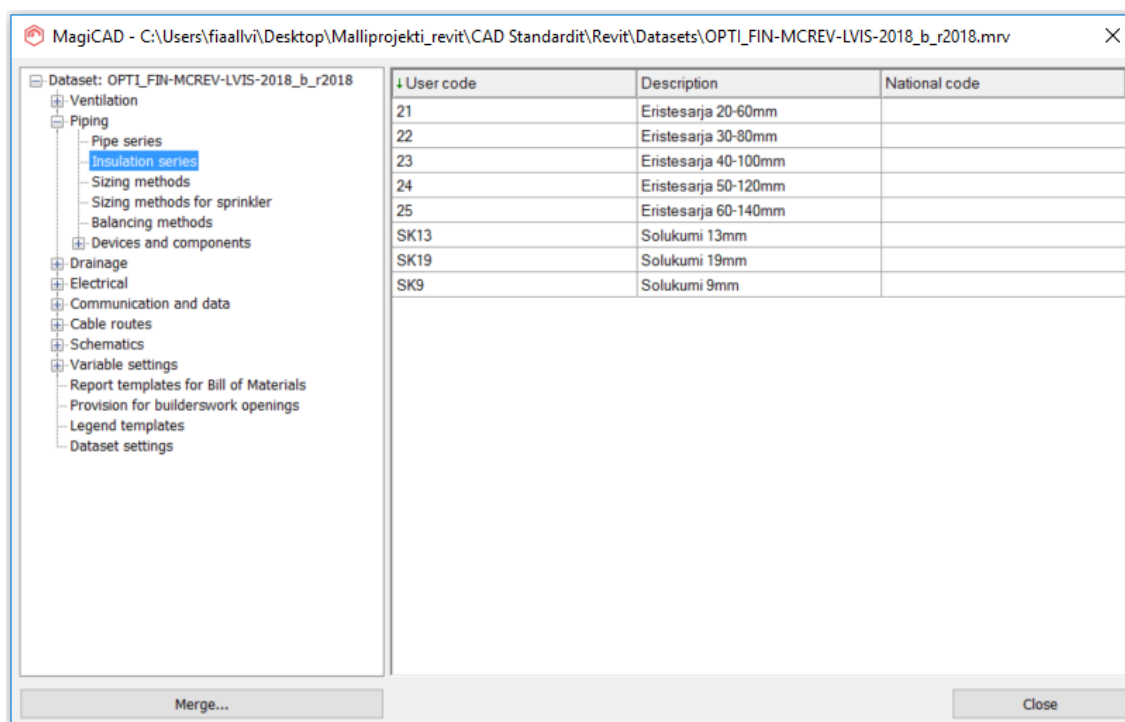 MagiCAD - C:\Users\fiaallvi\Desktop\Malliprojekti_revit\CAD Standardit\Revit\Datasets\OPTI_FIN-MCREV-LVIS-2018_b_r2018.mrv
Dataset: OPTI_FIN-MCREV-LVIS-2018_b_r2018
Ventilation
Piping
Pipe series
Insulation series
Sizing methods
Sizing methods for sprinkler
Balancing methods
Devices and components
Drainage
Electrical
Communication and data
Cable routes
Schematics
Variable settings
Report templates for Bill of Materials
Provision for builderswork openings
Legend templates
Dataset settings
↓User code Description National code
21 Eristesarja 20-60mm
22 Eristesarja 30-80mm
23 Eristesarja 40-100mm
24 Eristesarja 50-120mm
25 Eristesarja 60-140mm
SK13 Solukumi 13mm
SK19 Solukumi 19mm
SK9 Solukumi 9mm
Merge... Close